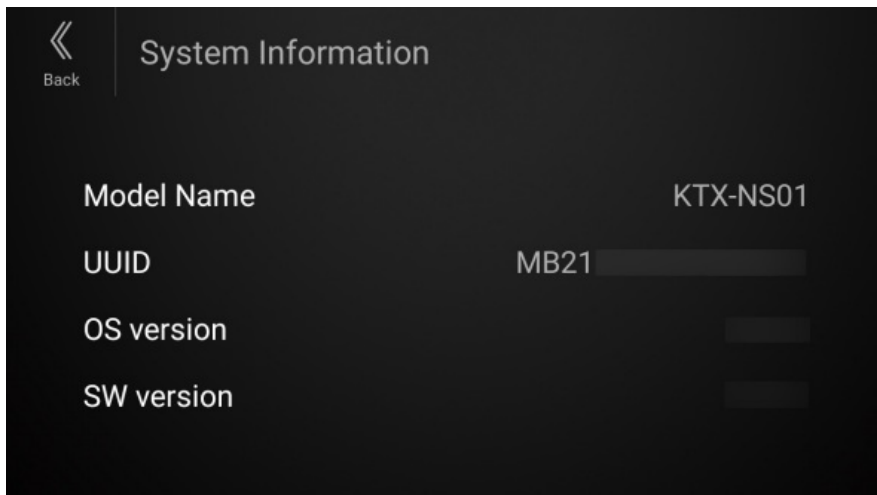 System Information
Back
Model Name KTX-NS01
UUID MB21
OS version
SW version